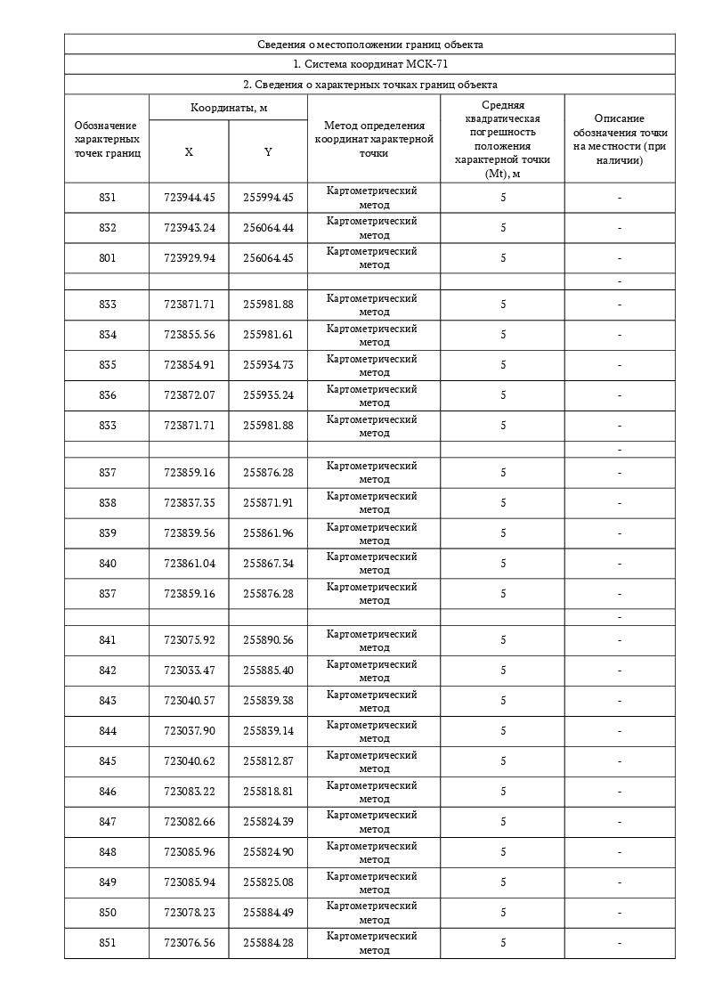 Сведения о местоположении границ объекта
1. Система координат МСК-71
2. Сведения о характерных точках границ объекта
Обозначение характерных точек границ
Координаты, м
X
Y
Метод определения координат характерной точки
Средняя квадратическая погрешность положения характерной точки (Mt), м
Описание обозначения точки на местности (при наличии)
831 723944.45 255994.45 Картометрический метод 5 -
832 723943.24 256064.44 Картометрический метод 5 -
801 723929.94 256064.45 Картометрический метод 5 -
-
833 723871.71 255981.88 Картометрический метод 5 -
834 723855.56 255981.61 Картометрический метод 5 -
835 723854.91 255934.73 Картометрический метод 5 -
836 723872.07 255935.24 Картометрический метод 5 -
833 723871.71 255981.88 Картометрический метод 5 -
-
837 723859.16 255876.28 Картометрический метод 5 -
838 723837.35 255871.91 Картометрический метод 5 -
839 723839.56 255861.96 Картометрический метод 5 -
840 723861.04 255867.34 Картометрический метод 5 -
837 723859.16 255876.28 Картометрический метод 5 -
-
841 723075.92 255890.56 Картометрический метод 5 -
842 723033.47 255885.40 Картометрический метод 5 -
843 723040.57 255839.38 Картометрический метод 5 -
844 723037.90 255839.14 Картометрический метод 5 -
845 723040.62 255812.87 Картометрический метод 5 -
846 723083.22 255818.81 Картометрический метод 5 -
847 723082.66 255824.39 Картометрический метод 5 -
848 723085.96 255824.90 Картометрический метод 5 -
849 723085.94 255825.08 Картометрический метод 5 -
850 723078.23 255884.49 Картометрический метод 5 -
851 723076.56 255884.28 Картометрический метод 5 -